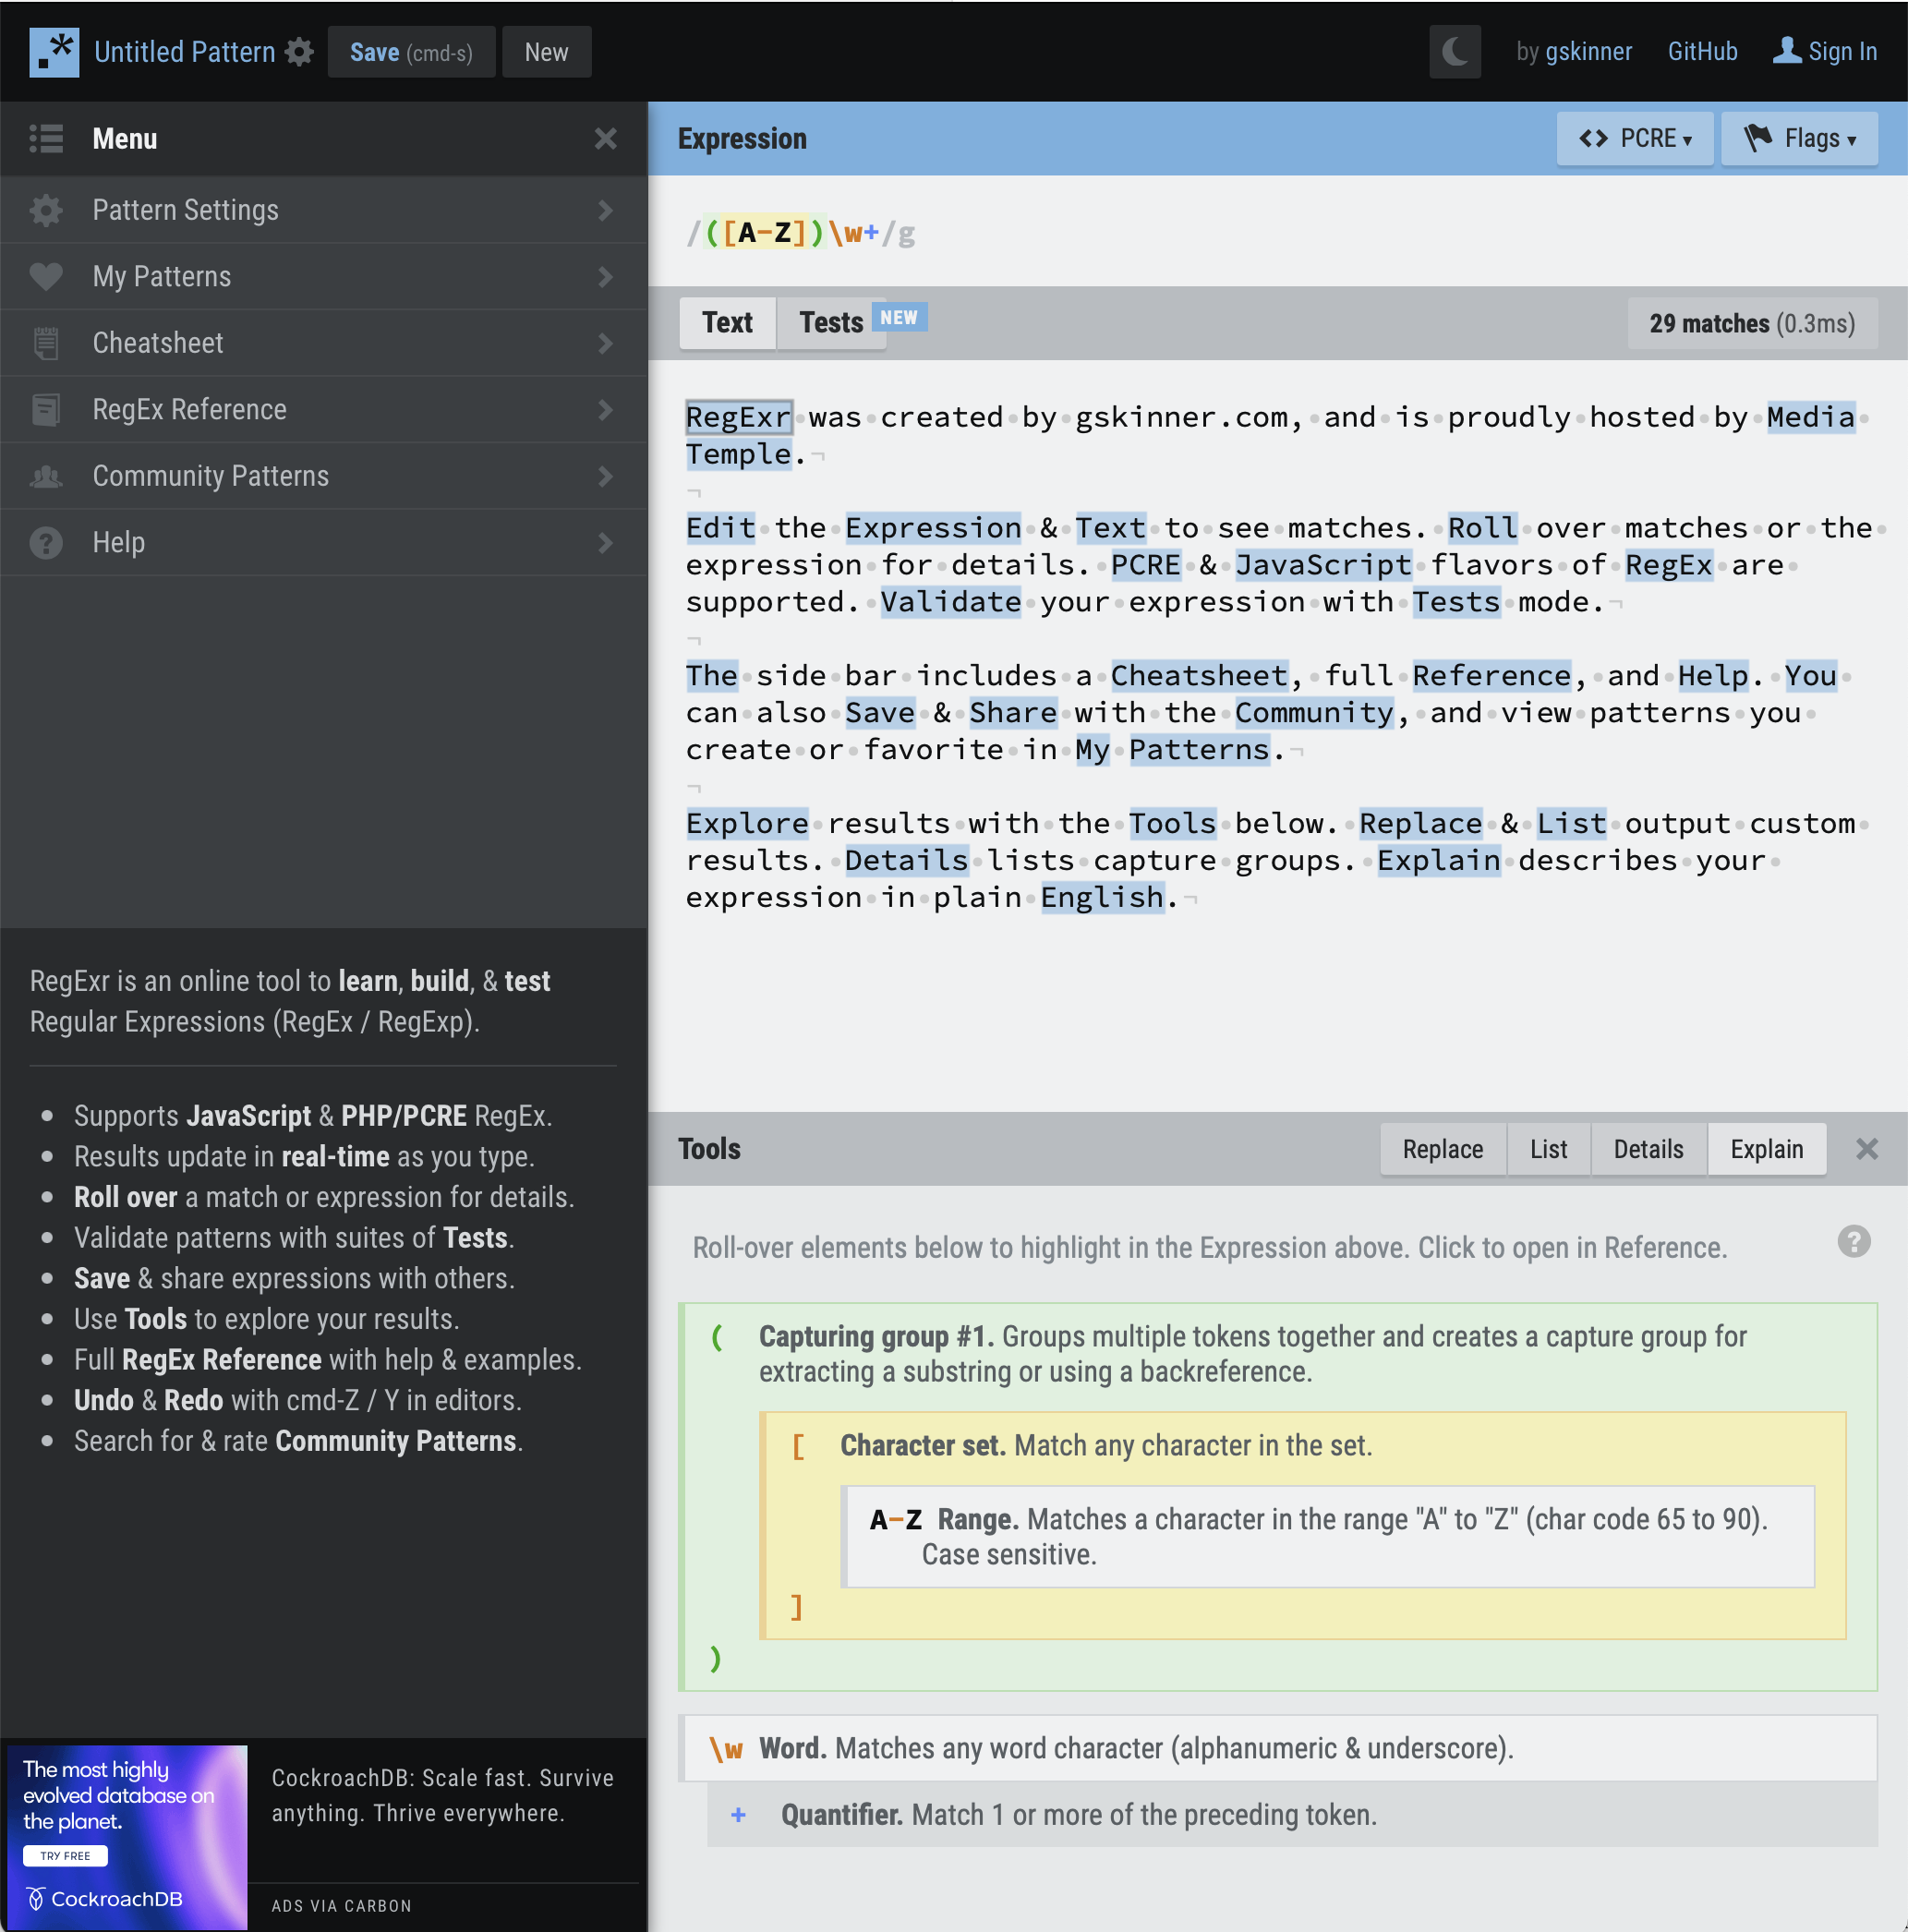 Untitled Pattern Save (cmd-s) New by gskinner GitHub Sign In
Menu
Pattern Settings
My Patterns
Cheatsheet
RegEx Reference
Community Patterns
Help
RegExr is an online tool to learn, build, & test
Regular Expressions (RegEx / RegExp).
Supports JavaScript & PHP/PCRE RegEx.
Results update in real-time as you type.
Roll over a match or expression for details.
Validate patterns with suites of Tests.
Save & share expressions with others.
Use Tools to explore your results.
Full RegEx Reference with help & examples.
Undo & Redo with cmd-Z / Y in editors.
Search for & rate Community Patterns.
The most highly
evolved database on
the planet.
TRY FREE
CockroachDB
CockroachDB: Scale fast. Survive
anything. Thrive everywhere.
ADS VIA CARBON
Expression <> PCRE ▾ Flags ▾
/([A-Z])\w+/g
Text Tests NEW 29 matches (0.3ms)
RegExr was created by gskinner.com, and is proudly hosted by Media
Temple.
Edit the Expression & Text to see matches. Roll over matches or the
expression for details. PCRE & JavaScript flavors of RegEx are
supported. Validate your expression with Tests mode.
The side bar includes a Cheatsheet, full Reference, and Help. You
can also Save & Share with the Community, and view patterns you
create or favorite in My Patterns.
Explore results with the Tools below. Replace & List output custom
results. Details lists capture groups. Explain describes your
expression in plain English.
Tools Replace List Details Explain
Roll-over elements below to highlight in the Expression above. Click to open in Reference. ?
( Capturing group #1. Groups multiple tokens together and creates a capture group for
extracting a substring or using a backreference.
[ Character set. Match any character in the set.
A-Z Range. Matches a character in the range "A" to "Z" (char code 65 to 90).
Case sensitive.
]
)
\w Word. Matches any word character (alphanumeric & underscore).
+ Quantifier. Match 1 or more of the preceding token.